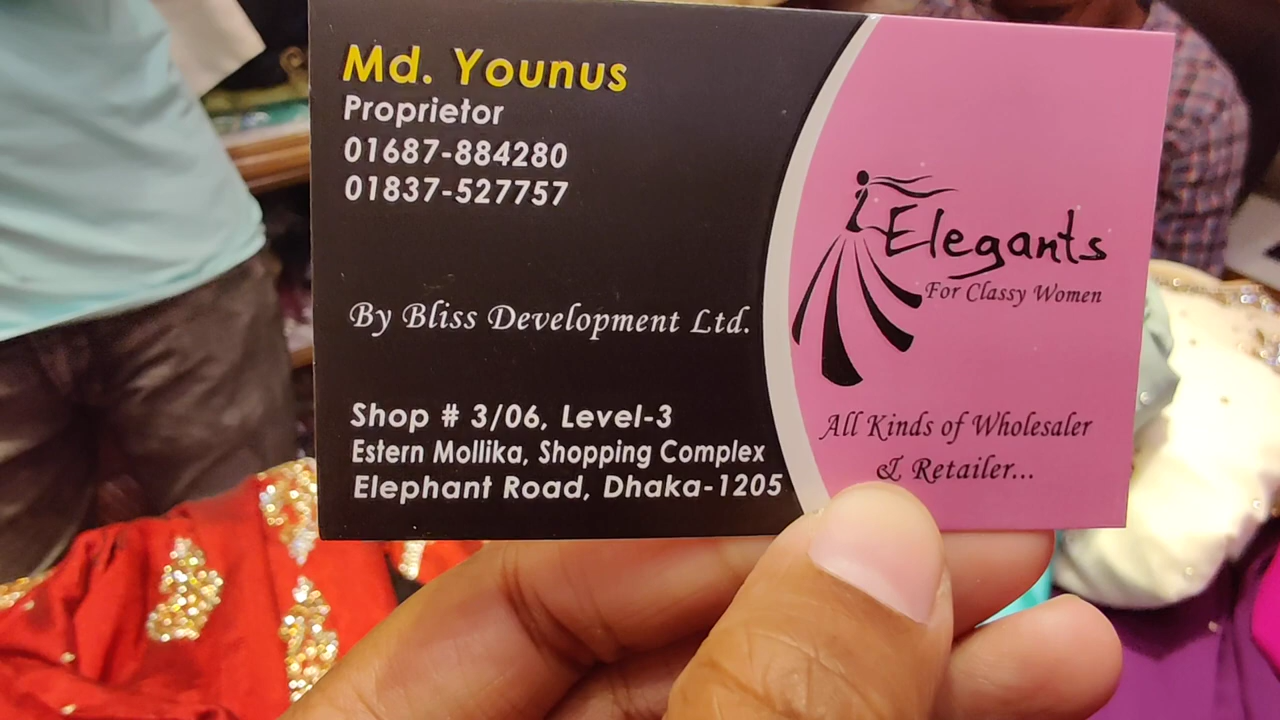 Md. Younus
Proprietor
01687-884280
01837-527757
By Bliss Development Ltd.
Shop # 3/06, Level-3
Estern Mollika, Shopping Complex
Elephant Road, Dhaka-1205
Elegants
For Classy Women
All Kinds of Wholesaler
& Retailer...